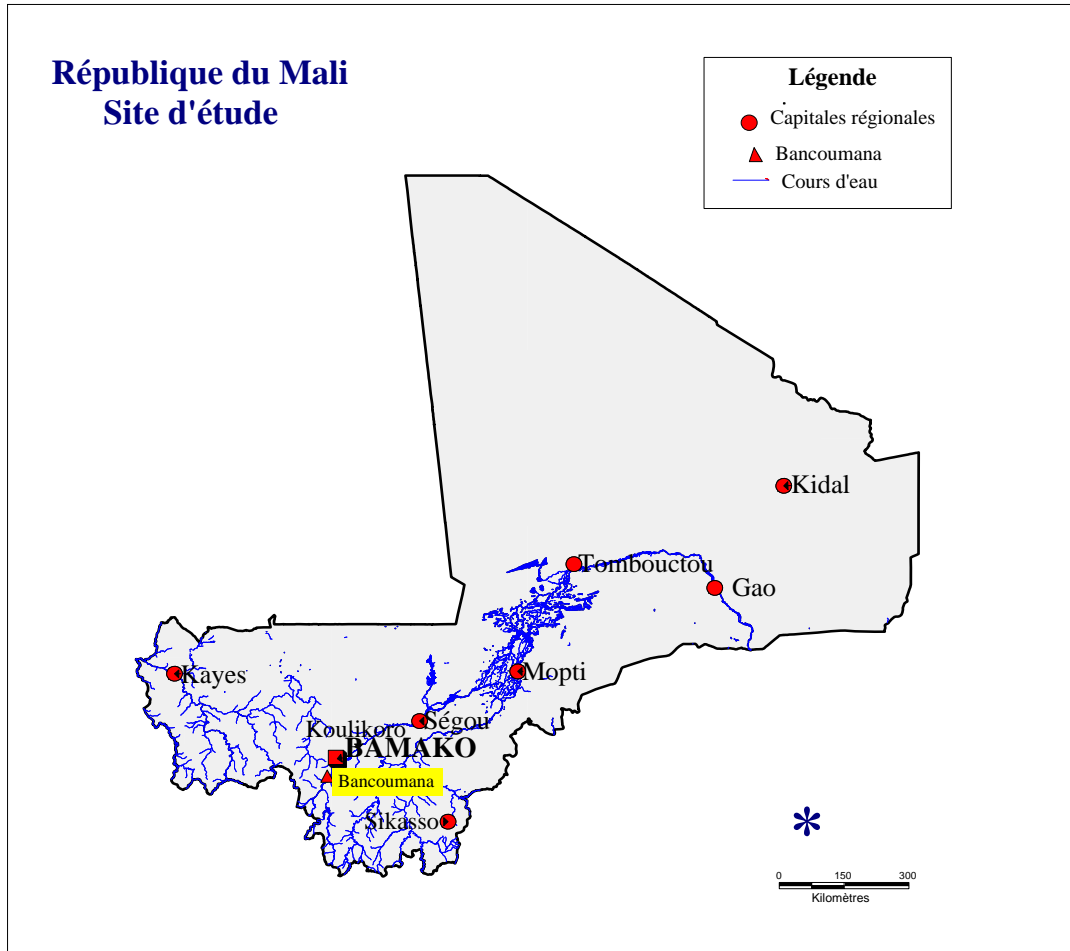 République du Mali
Site d'étude
Légende
Capitales régionales
Bancoumana
Cours d'eau
Kidal
Tombouctou
Gao
Kayes
Mopti
Ségou
Koulikoro
BAMAKO
Bancoumana
Sikasso
*
0 150 300
Kilomètres